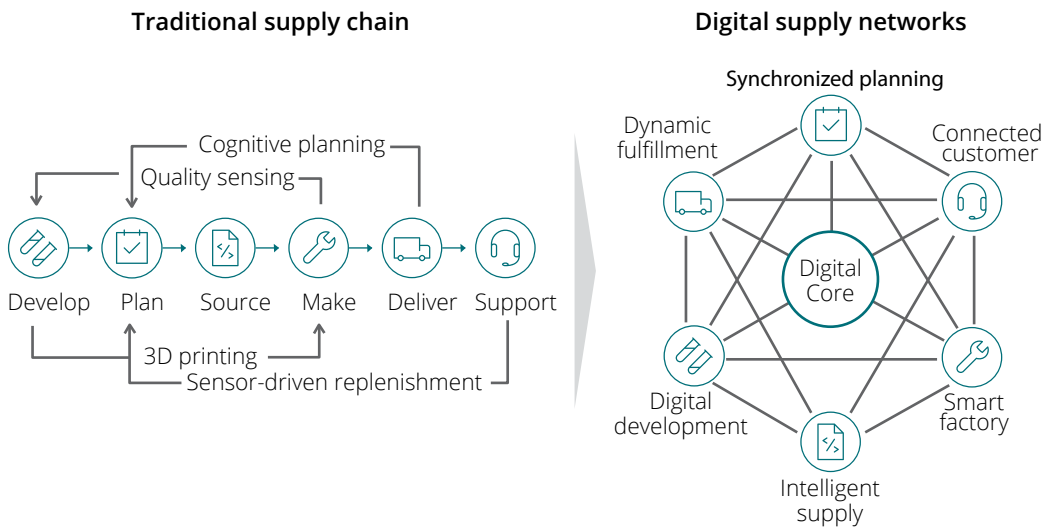 Traditional supply chain
Cognitive planning
Quality sensing
</>
Develop
Plan
Source
Make
Deliver
Support
3D printing
Sensor-driven replenishment
Digital supply networks
Synchronized planning
Dynamic
fulfillment
Connected
customer
Digital
Core
Digital
development
Smart
factory
</>
Intelligent
supply